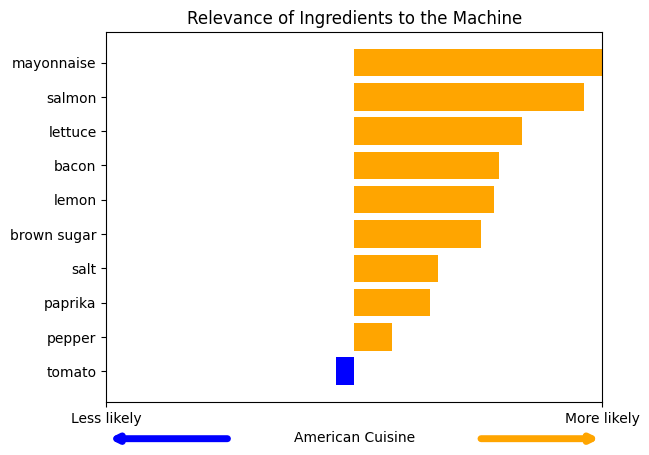 Relevance of Ingredients to the Machine
mayonnaise
salmon
lettuce
bacon
lemon
brown sugar
salt
paprika
pepper
tomato
Less likely
More likely
American Cuisine